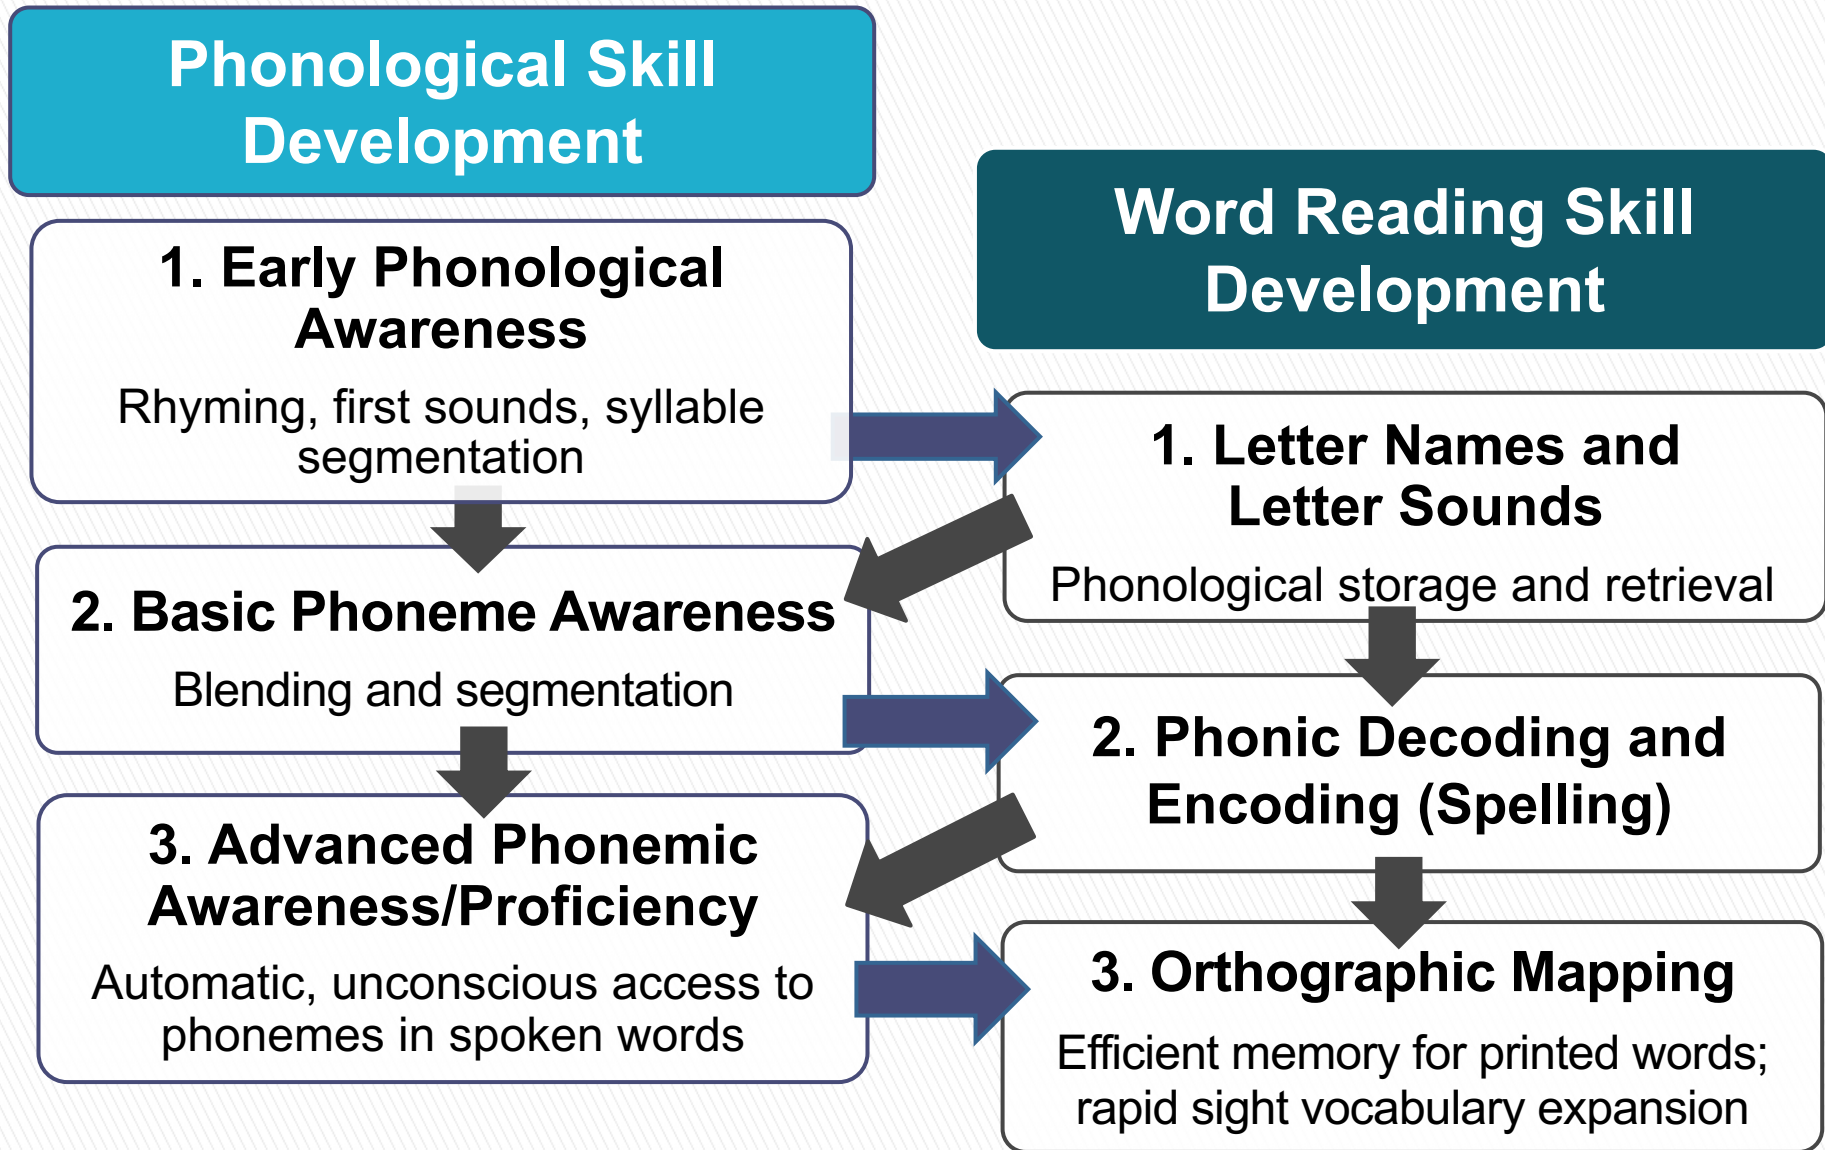 Phonological Skill
Development
1. Early Phonological
Awareness
Rhyming, first sounds, syllable
segmentation
2. Basic Phoneme Awareness
Blending and segmentation
3. Advanced Phonemic
Awareness/Proficiency
Automatic, unconscious access to
phonemes in spoken words
Word Reading Skill
Development
1. Letter Names and
Letter Sounds
Phonological storage and retrieval
2. Phonic Decoding and
Encoding (Spelling)
3. Orthographic Mapping
Efficient memory for printed words;
rapid sight vocabulary expansion